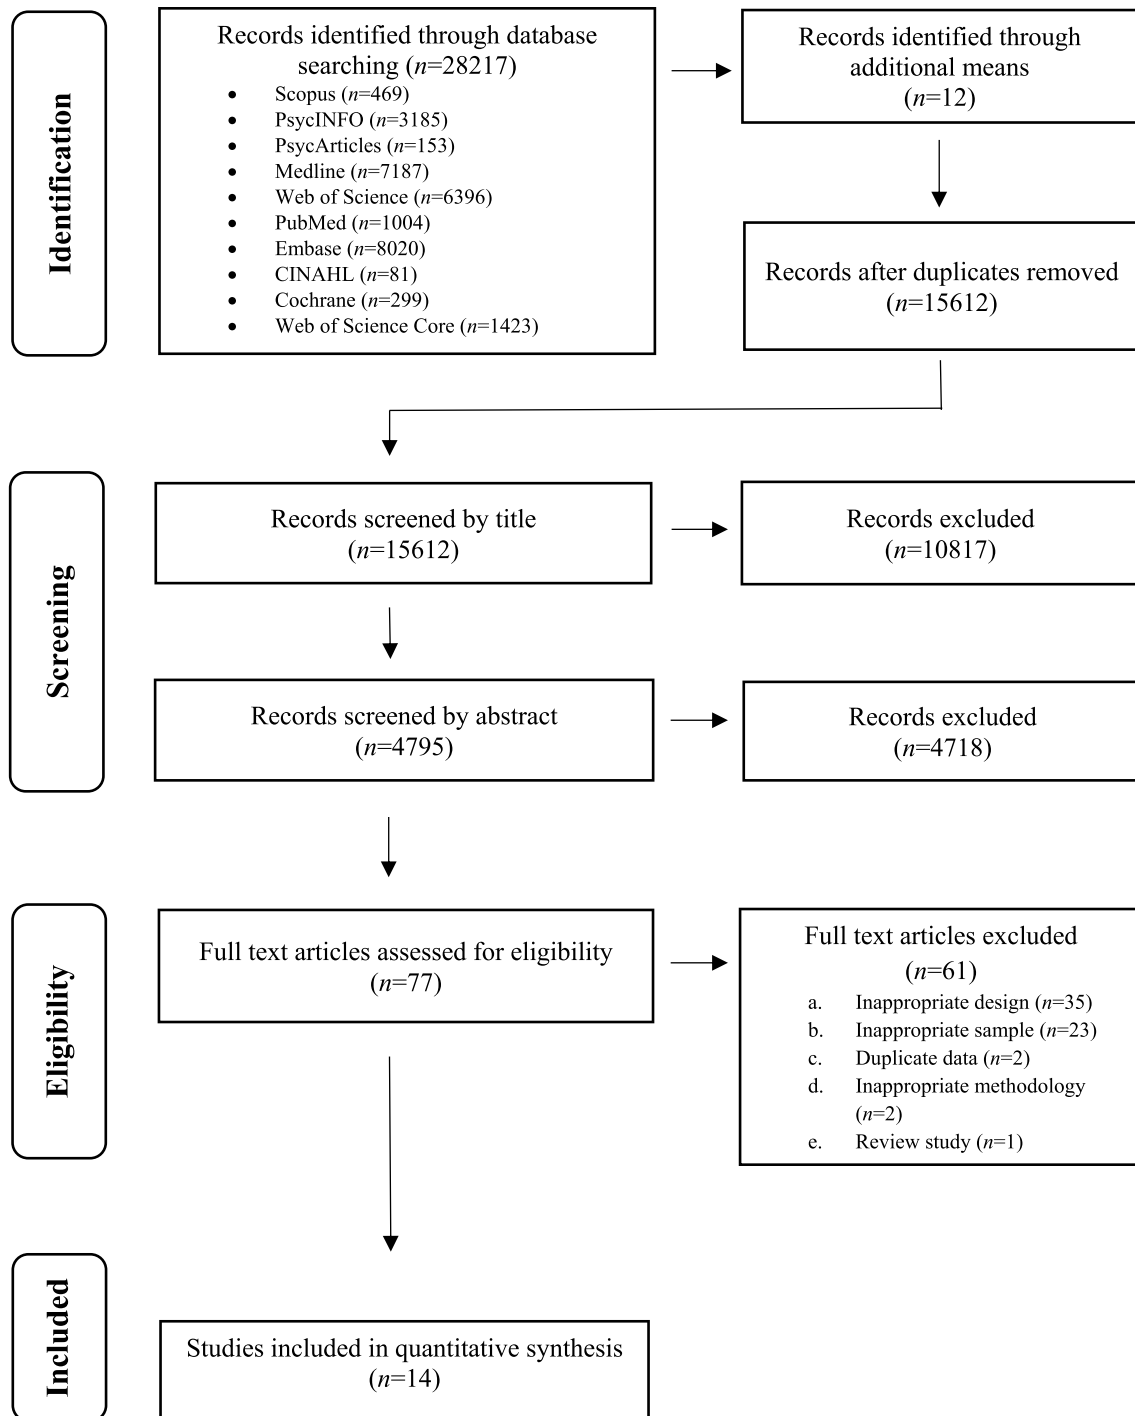 Identification
Records identified through database
searching (n=28217)
• Scopus (n=469)
• PsycINFO (n=3185)
• PsycArticles (n=153)
• Medline (n=7187)
• Web of Science (n=6396)
• PubMed (n=1004)
• Embase (n=8020)
• CINAHL (n=81)
• Cochrane (n=299)
• Web of Science Core (n=1423)
Records identified through
additional means
(n=12)
Records after duplicates removed
(n=15612)
Screening
Records screened by title
(n=15612)
Records excluded
(n=10817)
Records screened by abstract
(n=4795)
Records excluded
(n=4718)
Eligibility
Full text articles assessed for eligibility
(n=77)
Full text articles excluded
(n=61)
a. Inappropriate design (n=35)
b. Inappropriate sample (n=23)
c. Duplicate data (n=2)
d. Inappropriate methodology
(n=2)
e. Review study (n=1)
Included
Studies included in quantitative synthesis
(n=14)